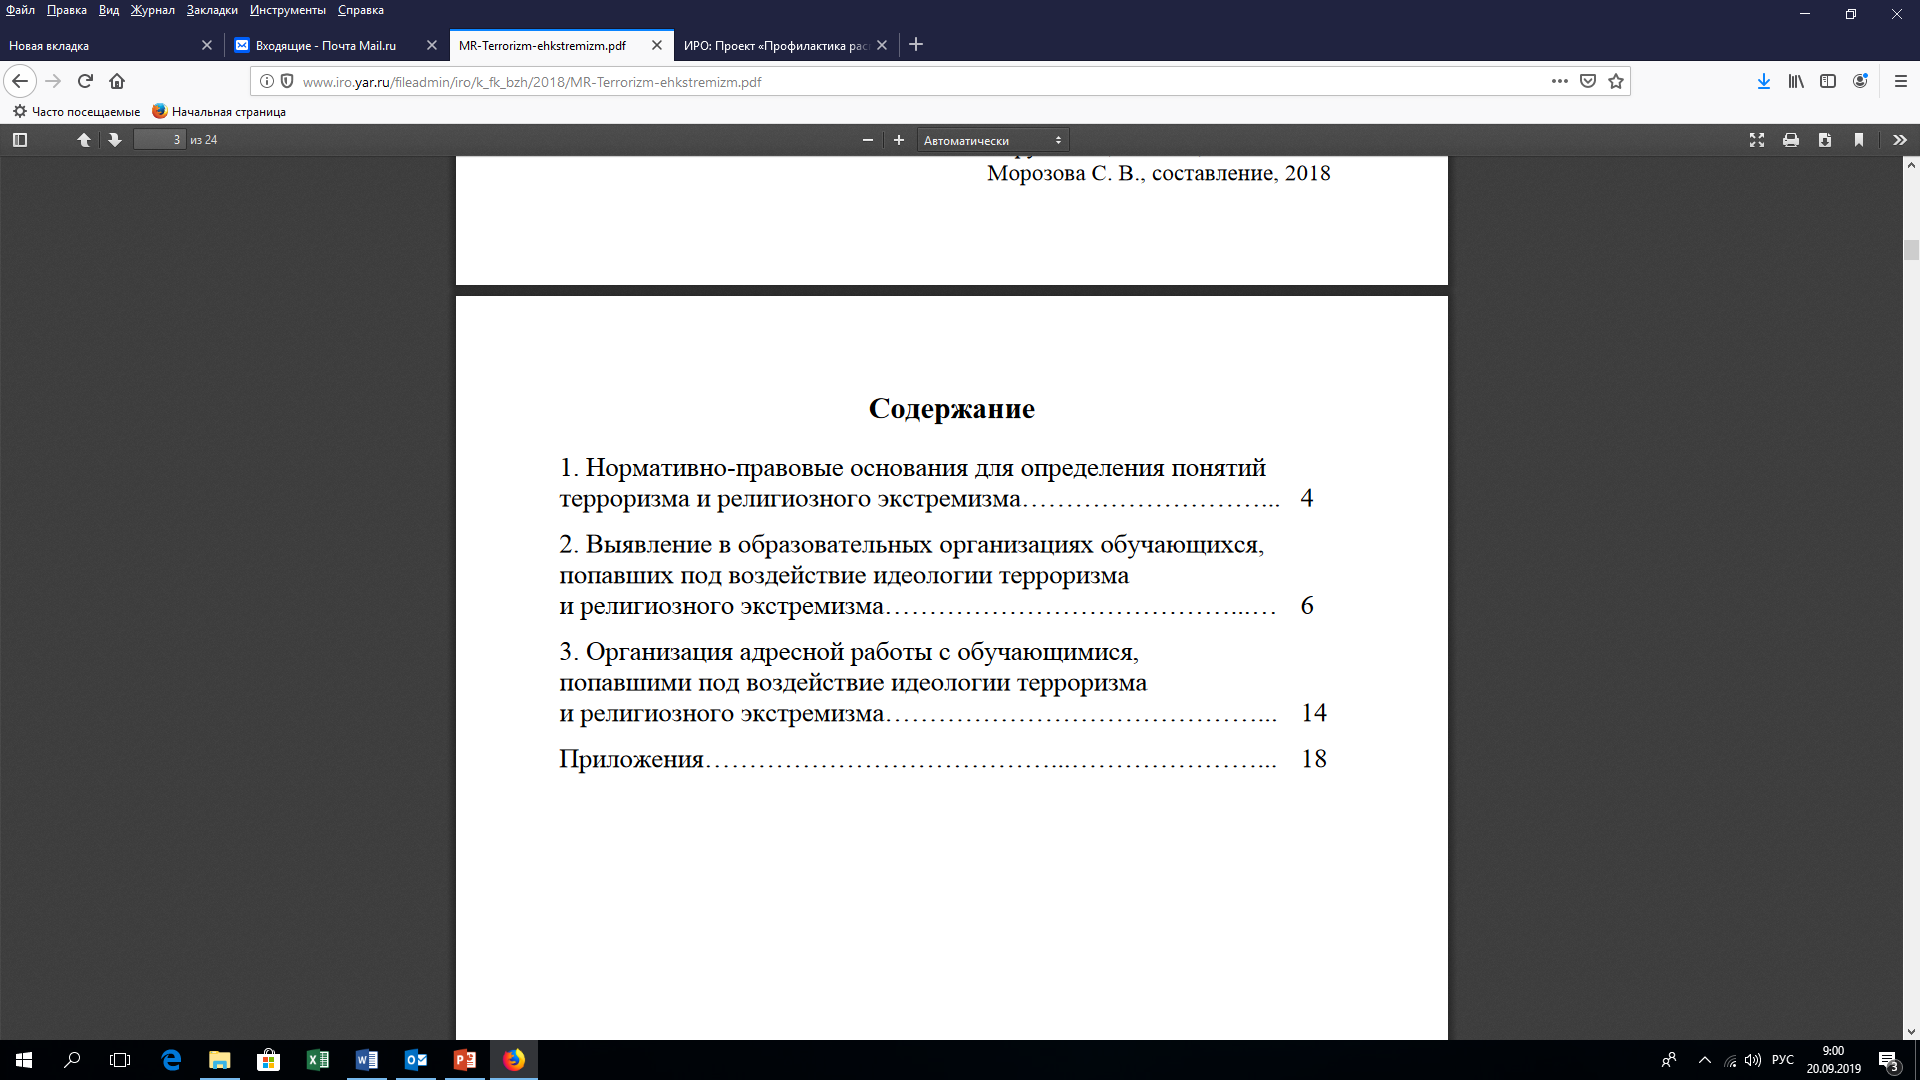 Файл Правка Вид Журнал Закладки Инструменты Справка
Новая вкладка
Входящие - Почта Mail.ru
MR-Terrorizm-ehkstremizm.pdf
ИРО: Проект «Профилактика
www.iro.yar.ru/fileadmin/iro/k_fk_bzh/2018/MR-Terrorizm-ehkstremizm.pdf
Часто посещаемые
Начальная страница
3 из 24
Автоматически
Морозова С. В., составление, 2018
Содержание
1. Нормативно-правовые основания для определения понятий
терроризма и религиозного экстремизма……………………….. 4
2. Выявление в образовательных организациях обучающихся,
попавших под воздействие идеологии терроризма
и религиозного экстремизма…………………………………..… 6
3. Организация адресной работы с обучающимися,
попавшими под воздействие идеологии терроризма
и религиозного экстремизма……………………………………... 14
Приложения…………………………………..…………………... 18
РУС
9:00
20.09.2019
3